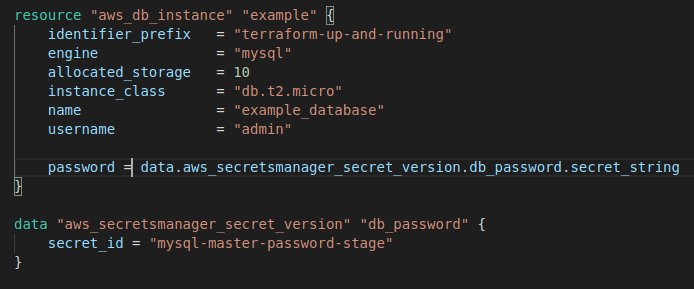 resource "aws_db_instance" "example" {
    identifier_prefix   = "terraform-up-and-running"
    engine              = "mysql"
    allocated_storage   = 10
    instance_class      = "db.t2.micro"
    name                = "example_database"
    username            = "admin"

    password = data.aws_secretsmanager_secret_version.db_password.secret_string
}

data "aws_secretsmanager_secret_version" "db_password" {
    secret_id = "mysql-master-password-stage"
}